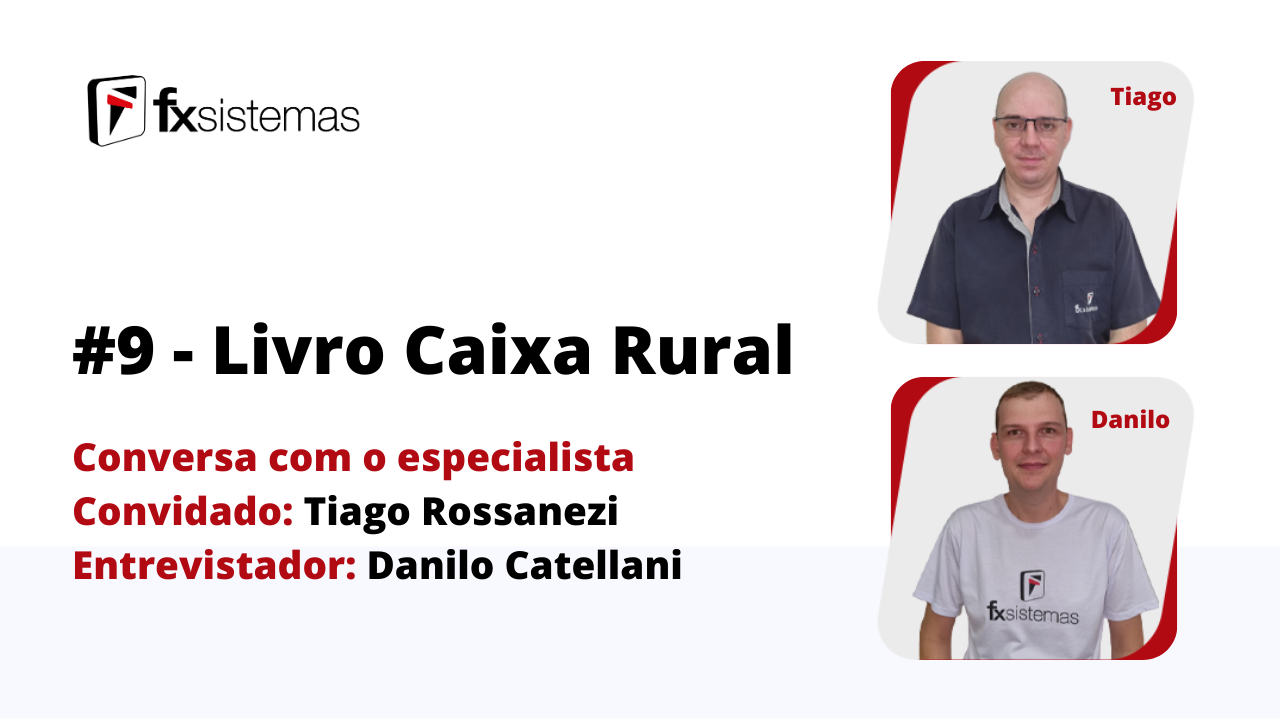 fxsistemas
Tiago
#9 - Livro Caixa Rural
Conversa com o especialista
Convidado: Tiago Rossanezi
Entrevistador: Danilo Catellani
Danilo
fxsistemas